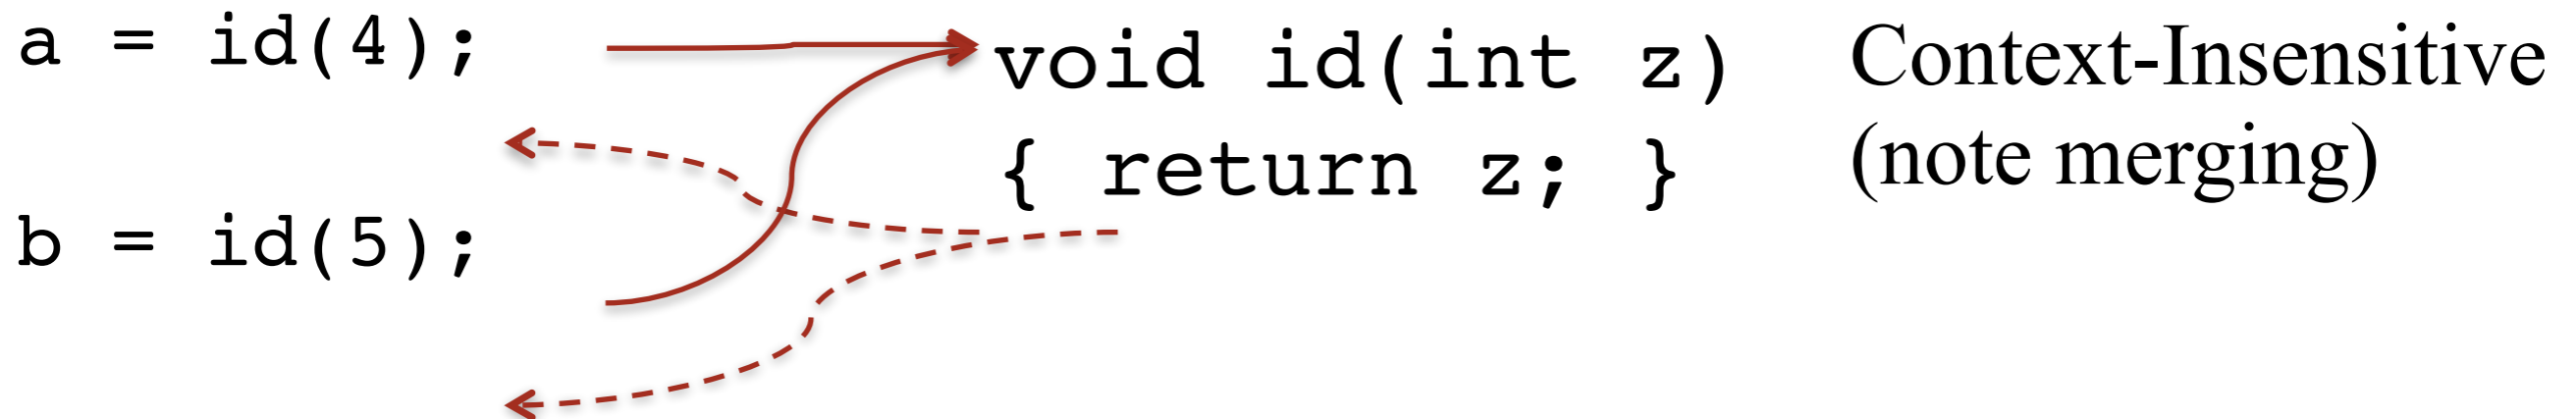 a = id(4);
b = id(5);
void id(int z)
{ return z; }
Context-Insensitive
(note merging)